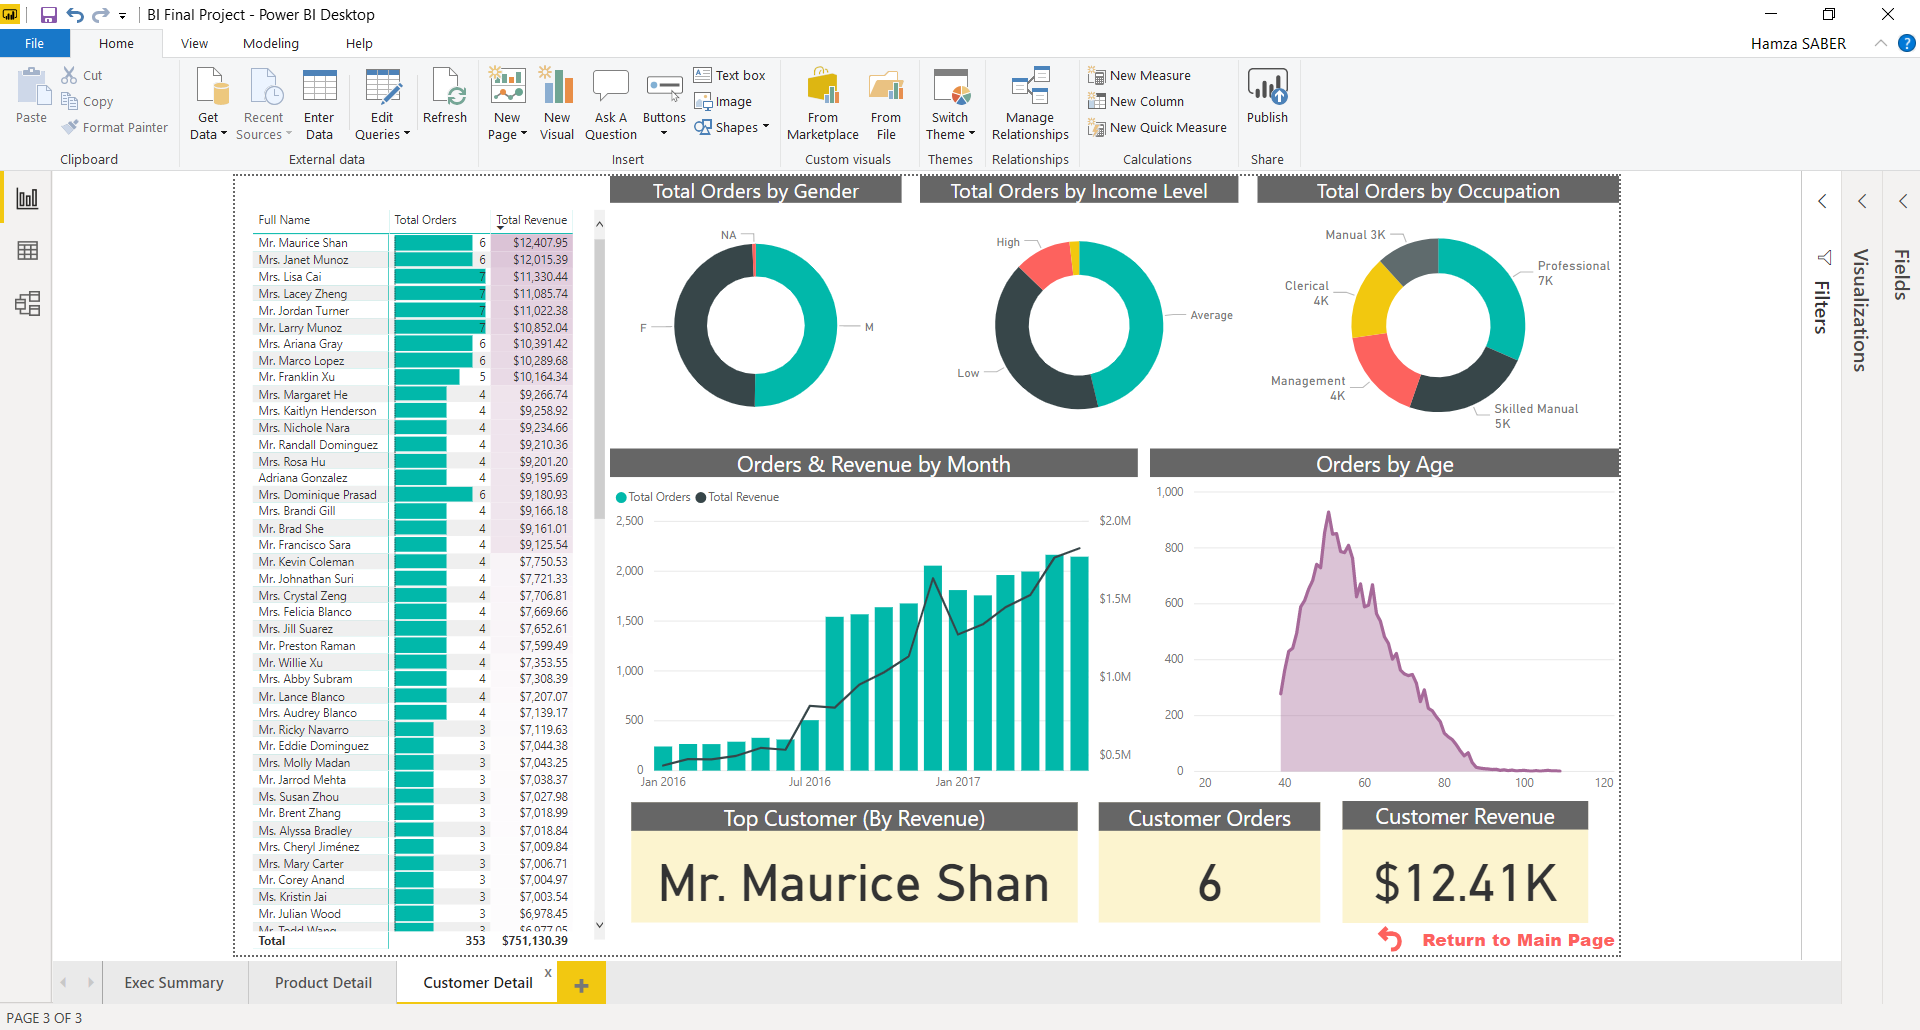 BI Final Project - Power BI Desktop
File Home View Modeling Help Hamza SABER ?
Paste
Cut
Copy
Format Painter
Clipboard
Get Data
Recent Sources
Enter Data
Edit Queries
Refresh
External data
New Page
New Visual
Ask A Question
Buttons
Text box
Image
Shapes
Insert
From Marketplace
From File
Custom visuals
Switch Theme
Themes
Manage Relationships
Relationships
New Measure
New Column
New Quick Measure
Calculations
Publish
Share
Full Name Total Orders Total Revenue
Mr. Maurice Shan 6 $12,407.95
Mrs. Janet Munoz 6 $12,015.39
Mrs. Lisa Cai 7 $11,330.44
Mrs. Lacey Zheng 7 $11,085.74
Mr. Jordan Turner 7 $11,022.38
Mr. Larry Munoz 7 $10,852.04
Mrs. Ariana Gray 6 $10,391.42
Mr. Marco Lopez 6 $10,289.68
Mr. Franklin Xu 5 $10,164.34
Mrs. Margaret He 4 $9,266.74
Mrs. Kaitlyn Henderson 4 $9,258.92
Mrs. Nichole Nara 4 $9,234.66
Mr. Randall Dominguez 4 $9,210.36
Mrs. Rosa Hu 4 $9,201.20
Adriana Gonzalez 4 $9,195.69
Mrs. Dominique Prasad 6 $9,180.93
Mrs. Brandi Gill 4 $9,166.18
Mr. Brad She 4 $9,161.01
Mr. Francisco Sara 4 $9,125.54
Mr. Kevin Coleman 4 $7,750.53
Mr. Johnathan Suri 4 $7,721.33
Mrs. Crystal Zeng 4 $7,706.81
Mrs. Felicia Blanco 4 $7,669.66
Mrs. Jill Suarez 4 $7,652.61
Mr. Preston Raman 4 $7,599.49
Mr. Willie Xu 4 $7,353.55
Mrs. Abby Subram 4 $7,308.39
Mr. Lance Blanco 4 $7,207.07
Mrs. Audrey Blanco 4 $7,139.17
Mr. Ricky Navarro 3 $7,119.63
Mr. Eddie Dominguez 3 $7,044.38
Mrs. Molly Madan 3 $7,043.25
Mr. Jarrod Mehta 3 $7,038.37
Ms. Susan Zhou 3 $7,027.98
Mr. Brent Zhang 3 $7,018.99
Ms. Alyssa Bradley 3 $7,018.84
Mrs. Cheryl Jiménez 3 $7,009.84
Mrs. Mary Carter 3 $7,006.71
Mr. Corey Anand 3 $7,004.97
Ms. Kristin Jai 3 $7,003.54
Mr. Julian Wood 3 $6,978.45
Mr. Todd Wang 3 $6,977.05
Total 353 $751,130.39
Total Orders by Gender
NA
F
M
Total Orders by Income Level
High
Average
Low
Total Orders by Occupation
Manual 3K
Professional
7K
Clerical
4K
Management
4K
Skilled Manual
5K
Orders & Revenue by Month
Total Orders Total Revenue
2,500 $2.0M
2,000
1,500 $1.5M
1,000 $1.0M
500 $0.5M
0
Jan 2016 Jul 2016 Jan 2017
Orders by Age
1,000
800
600
400
200
0
20 40 60 80 100 120
Top Customer (By Revenue)
Mr. Maurice Shan
Customer Orders
6
Customer Revenue
$12.41K
Return to Main Page
Filters
Visualizations
Fields
Exec Summary Product Detail Customer Detail x +
PAGE 3 OF 3